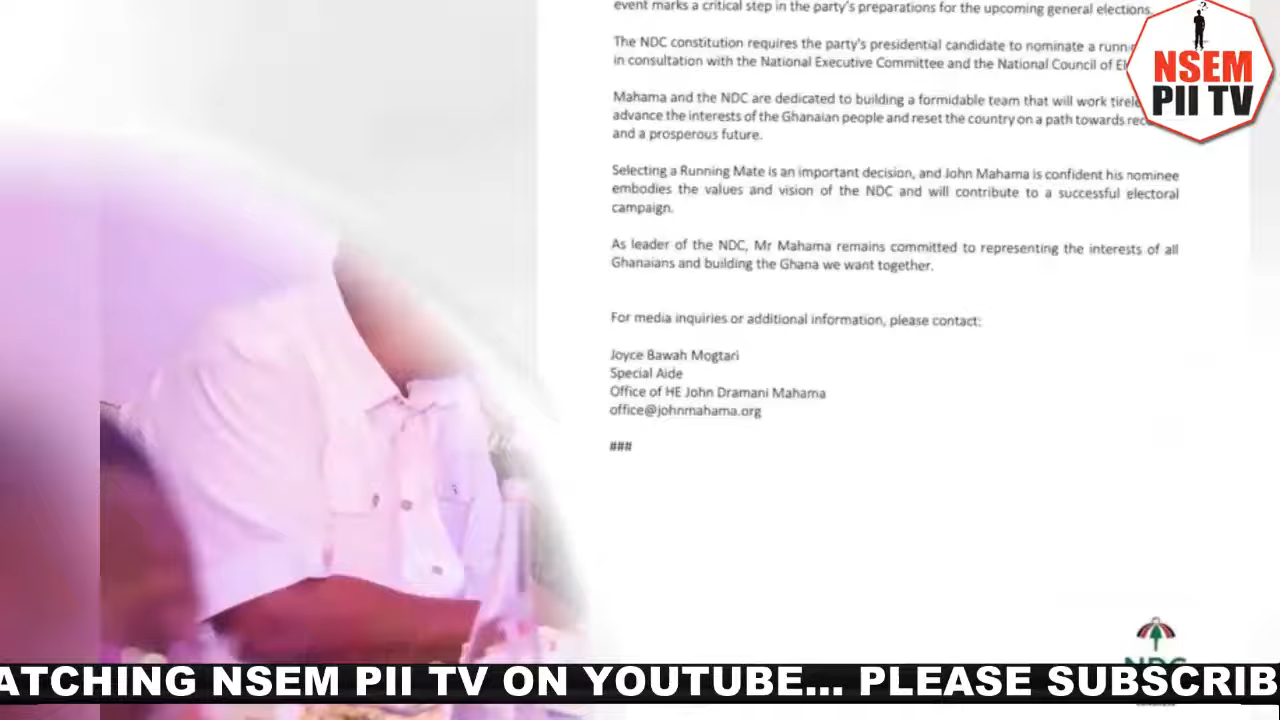 event marks a critical step in the party's preparations for the upcoming general elections.
The NDC constitution requires the party's presidential candidate to nominate a
in consultation with the National Executive Committee and the National Council of
Mahama and the NDC are dedicated to building a formidable team that will work
advance the interests of the Ghanaian people and reset the country on a path towards
and a prosperous future.
Selecting a Running Mate is an important decision, and John Mahama is confident his nominee
embodies the values and vision of the NDC and will contribute to a successful electoral
campaign.
As leader of the NDC, Mr Mahama remains committed to representing the interests of all
Ghanaians and building the Ghana we want together.
For media inquiries or additional information, please contact:
Joyce Bawah Mogtari
Special Aide
Office of HE John Dramani Mahama
office@johnmahama.org
###
NSEM
PII TV
NDC
ATCHING NSEM PII TV ON YOUTUBE... PLEASE SUBSCRIB